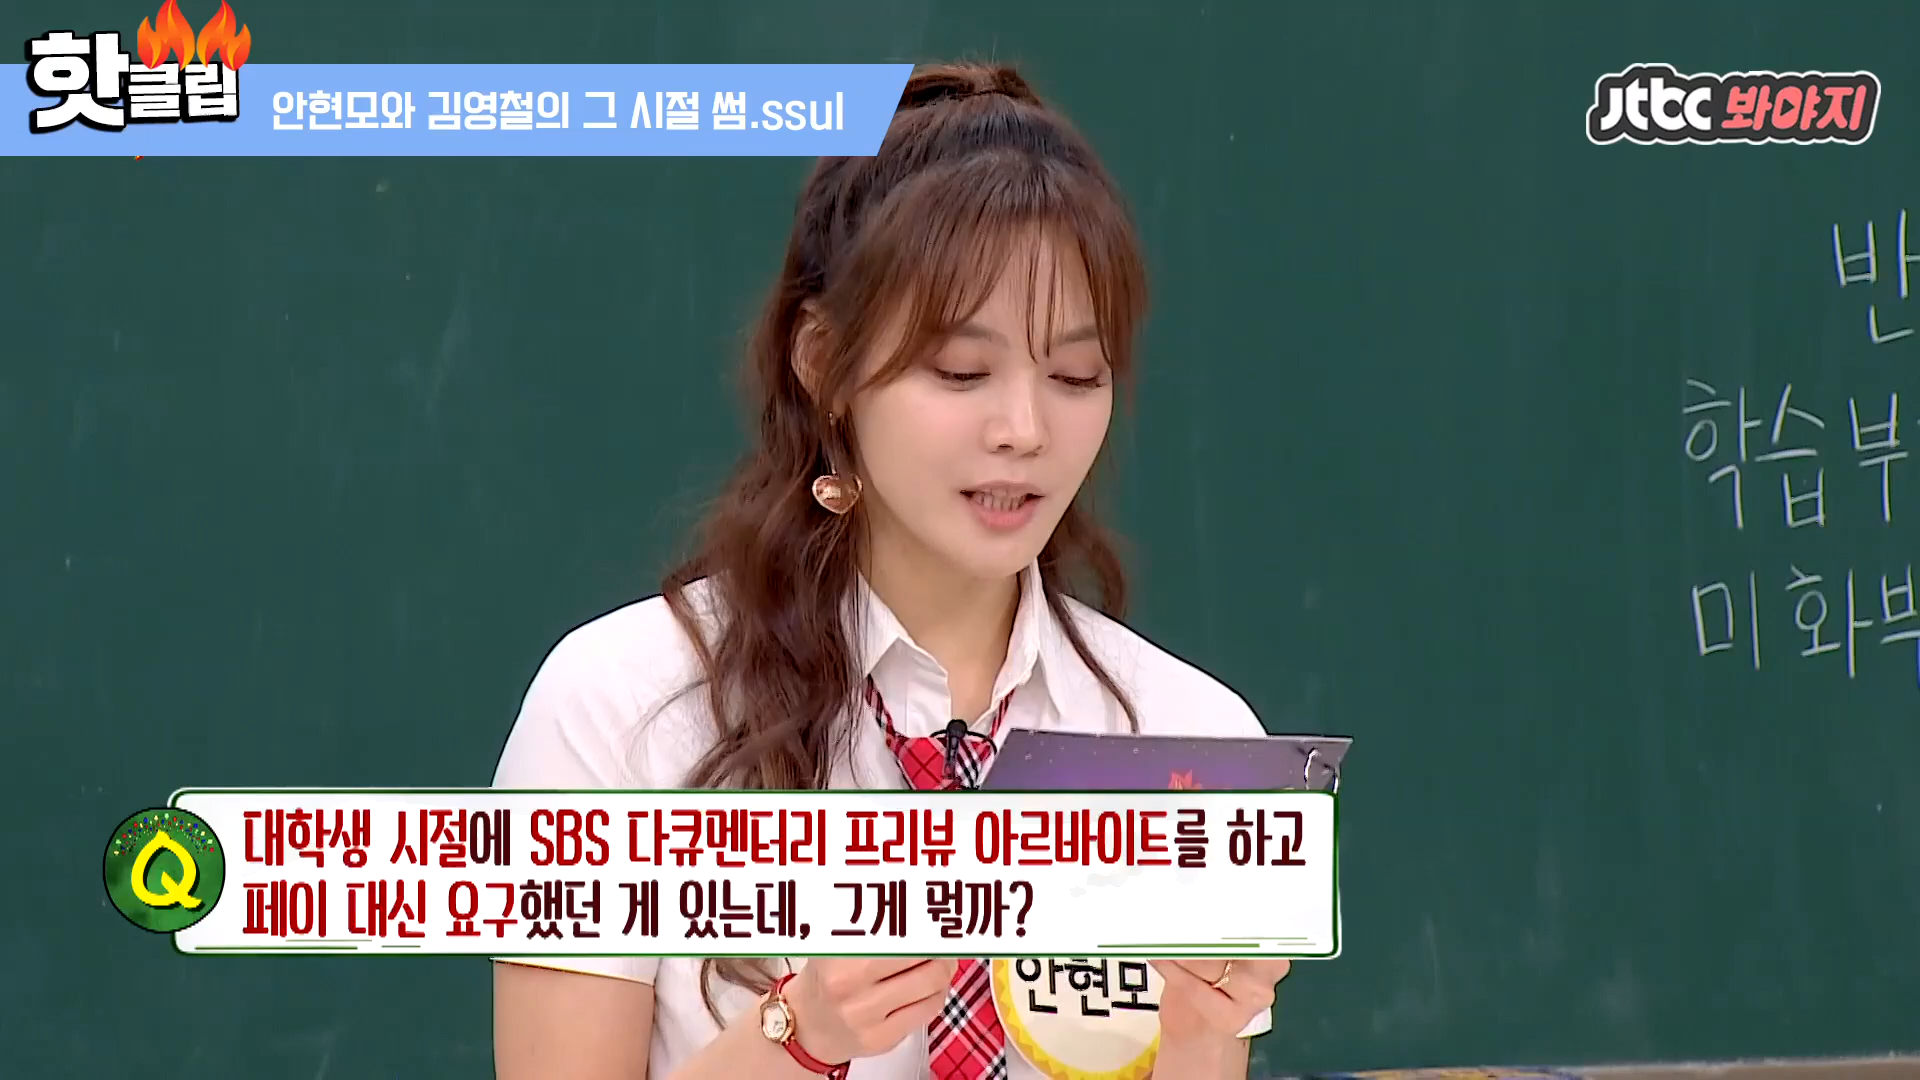 핫클립
안현모와 김영철의 그 시절 썸.ssul
JTBC 봐야지
반
학습부
미화부
Q
대학생 시절에 SBS 다큐멘터리 프리뷰 아르바이트를 하고
페이 대신 요구했던 게 있는데, 그게 뭘까?
안현모